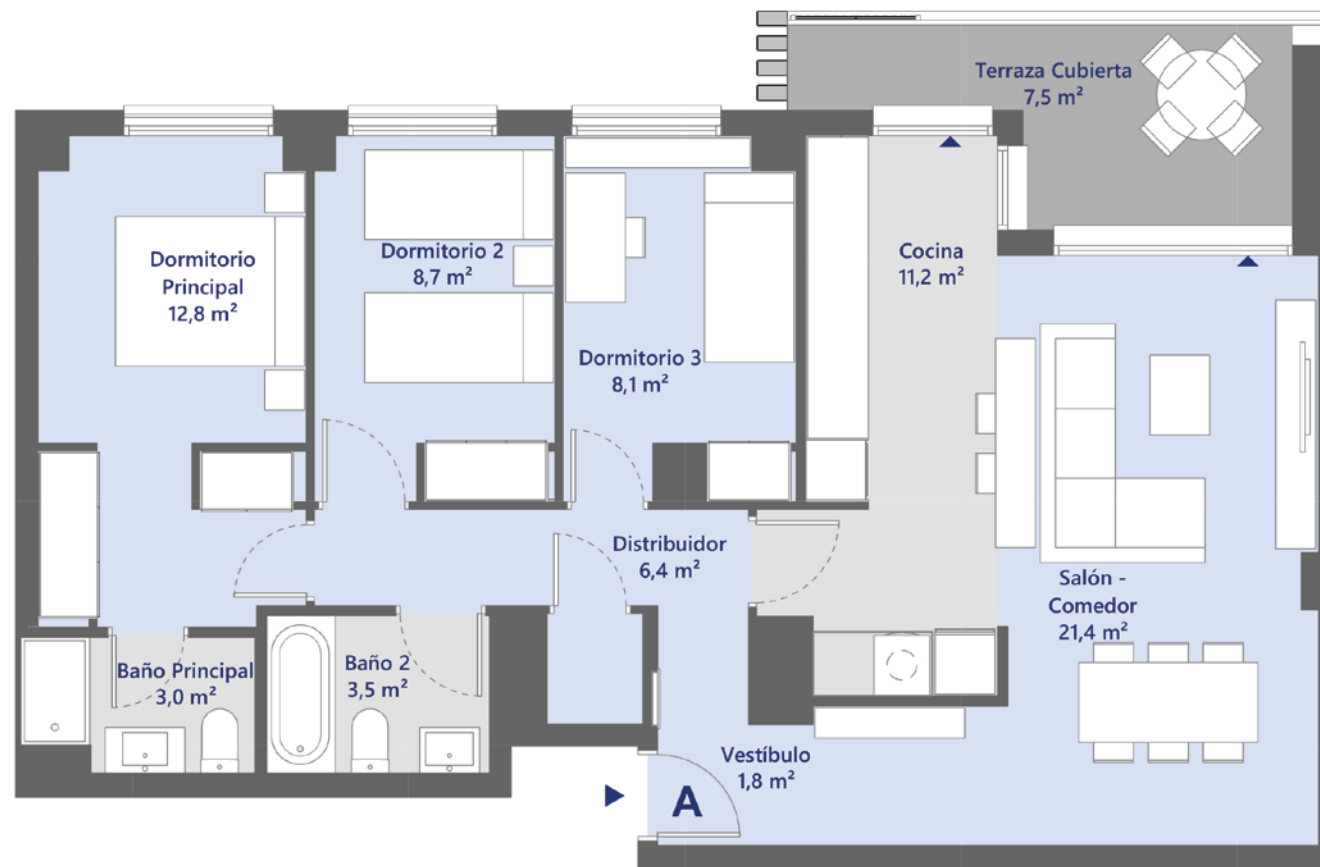 Terraza Cubierta
7,5 m²
Dormitorio
Principal
12,8 m²
Dormitorio 2
8,7 m²
Dormitorio 3
8,1 m²
Cocina
11,2 m²
Distribuidor
6,4 m²
Salón -
Comedor
21,4 m²
Baño Principal
3,0 m²
Baño 2
3,5 m²
Vestíbulo
1,8 m²
A